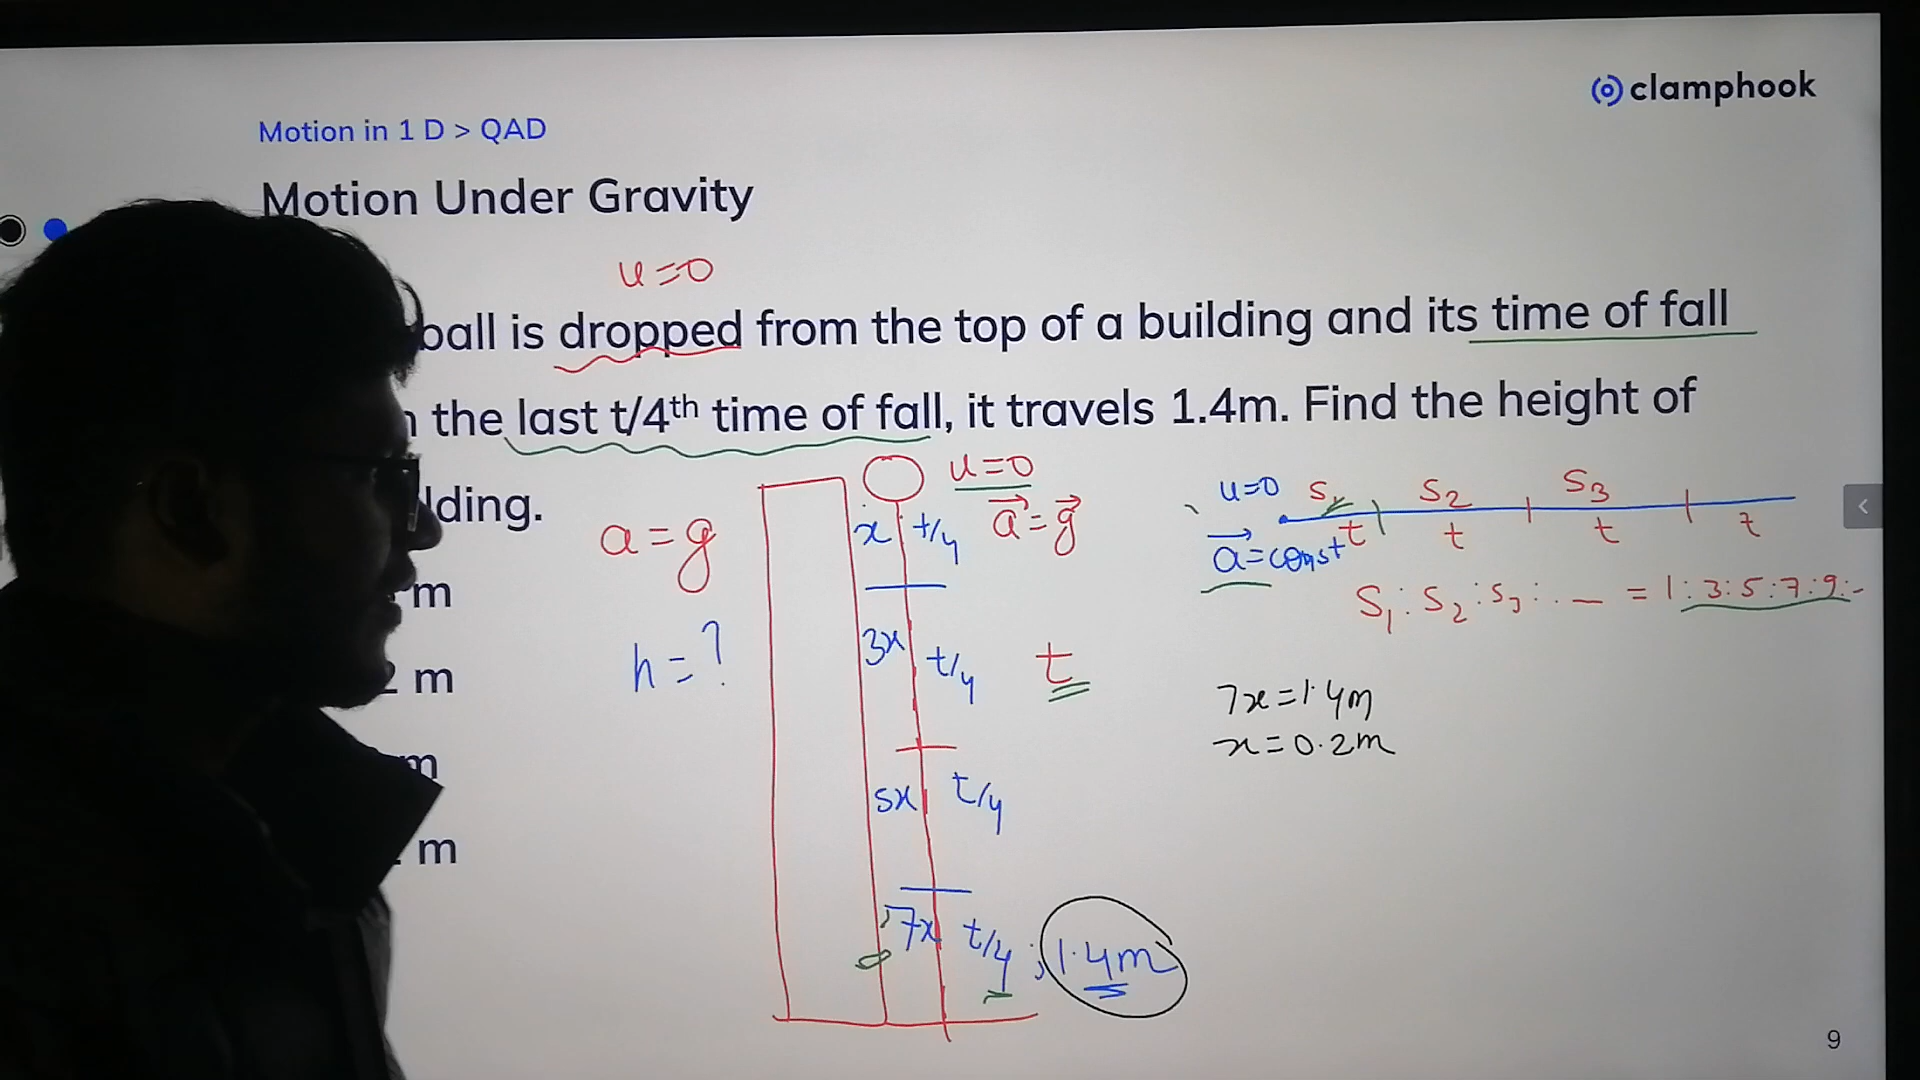 clamphook
Motion in 1 D > QAD
Motion Under Gravity
u=0
ball is dropped from the top of a building and its time of fall
the last t/4th time of fall, it travels 1.4m. Find the height of
lding.
a=g
h=?
m
m
m
m
u=0
a⃗=g⃗
x t/4
3x t/4
t
5x t/4
7x t/4 ; 1.4m
u=0 S1 S2 S3
a⃗=const t t t t
S1:S2:S3:... = 1:3:5:7:9:-
7x=1.4m
x=0.2m
9